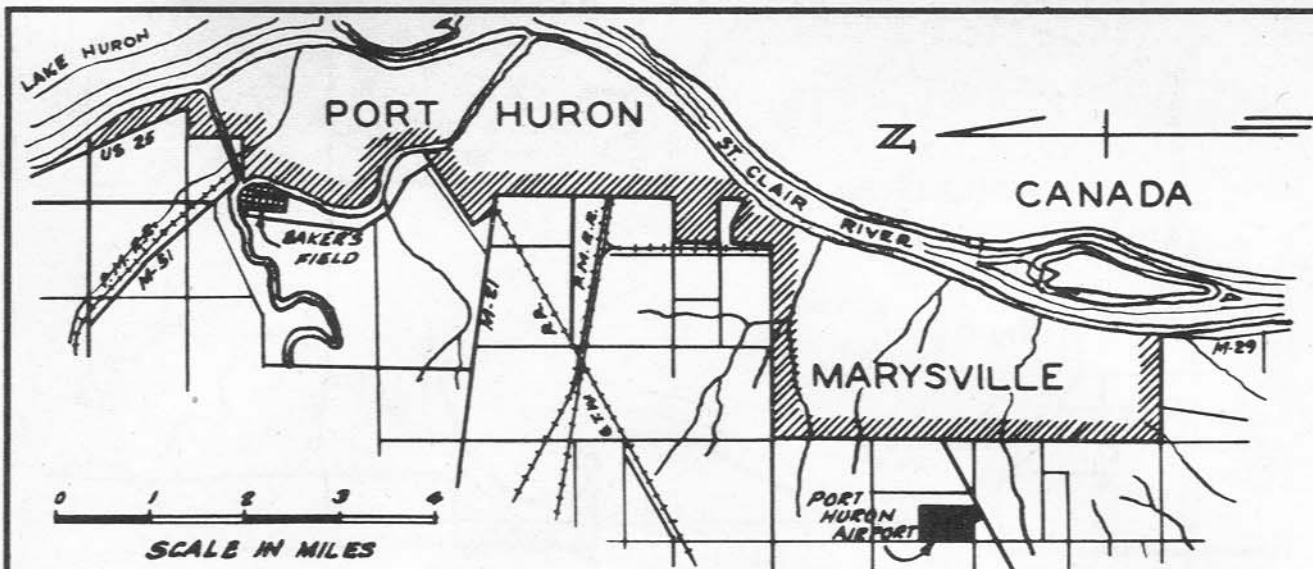 LAKE HURON
PORT HURON
US 25
N
ST. CLAIR RIVER
CANADA
P.M.R.R.
M-51
BAKER'S
FIELD
M-21
P.M.R.R.
R.R.
MARYSVILLE
M-29
PORT
HURON
AIRPORT
0 1 2 3 4
SCALE IN MILES